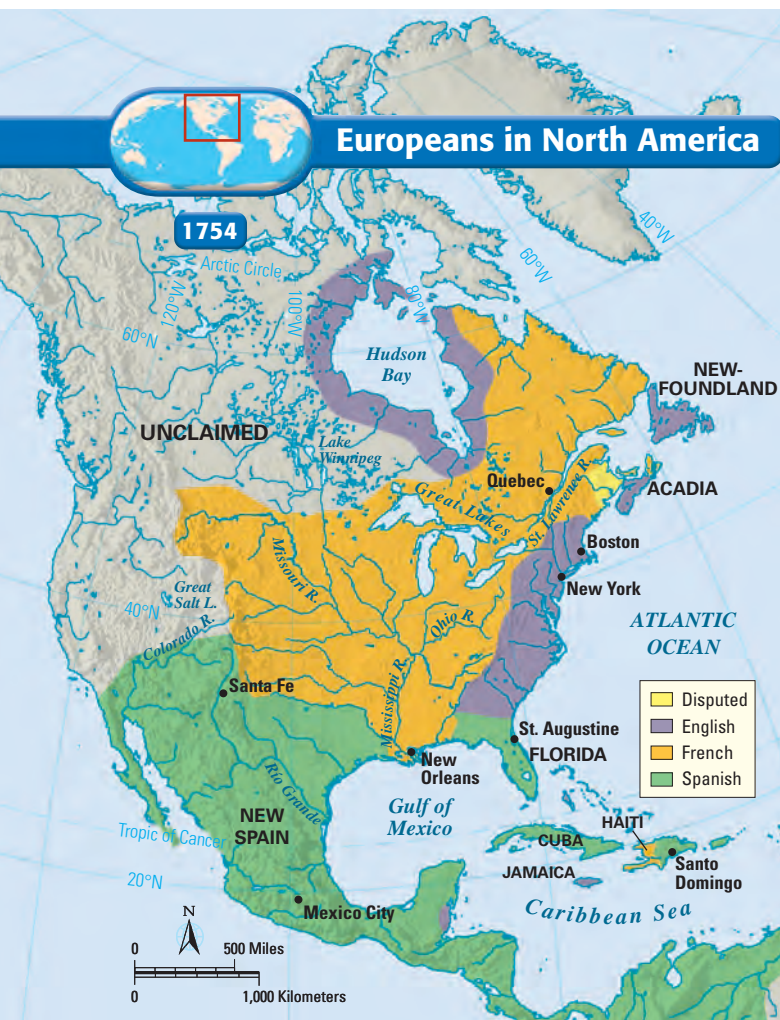 Europeans in North America
1754
Arctic Circle
120°W
100°W
80°W
60°W
40°W
60°N
Hudson
Bay
NEW-
FOUNDLAND
UNCLAIMED
Lake
Winnipeg
Quebec
Great Lakes
St. Lawrence R.
ACADIA
Boston
New York
Missouri R.
Great
Salt L.
40°N
Colorado R.
Ohio R.
ATLANTIC
OCEAN
Santa Fe
Mississippi R.
Disputed
English
French
Spanish
St. Augustine
FLORIDA
New
Orleans
Rio Grande
Gulf of
Mexico
NEW
SPAIN
Tropic of Cancer
HAITI
CUBA
JAMAICA
Santo
Domingo
20°N
Mexico City
Caribbean Sea
N
0 500 Miles
0 1,000 Kilometers